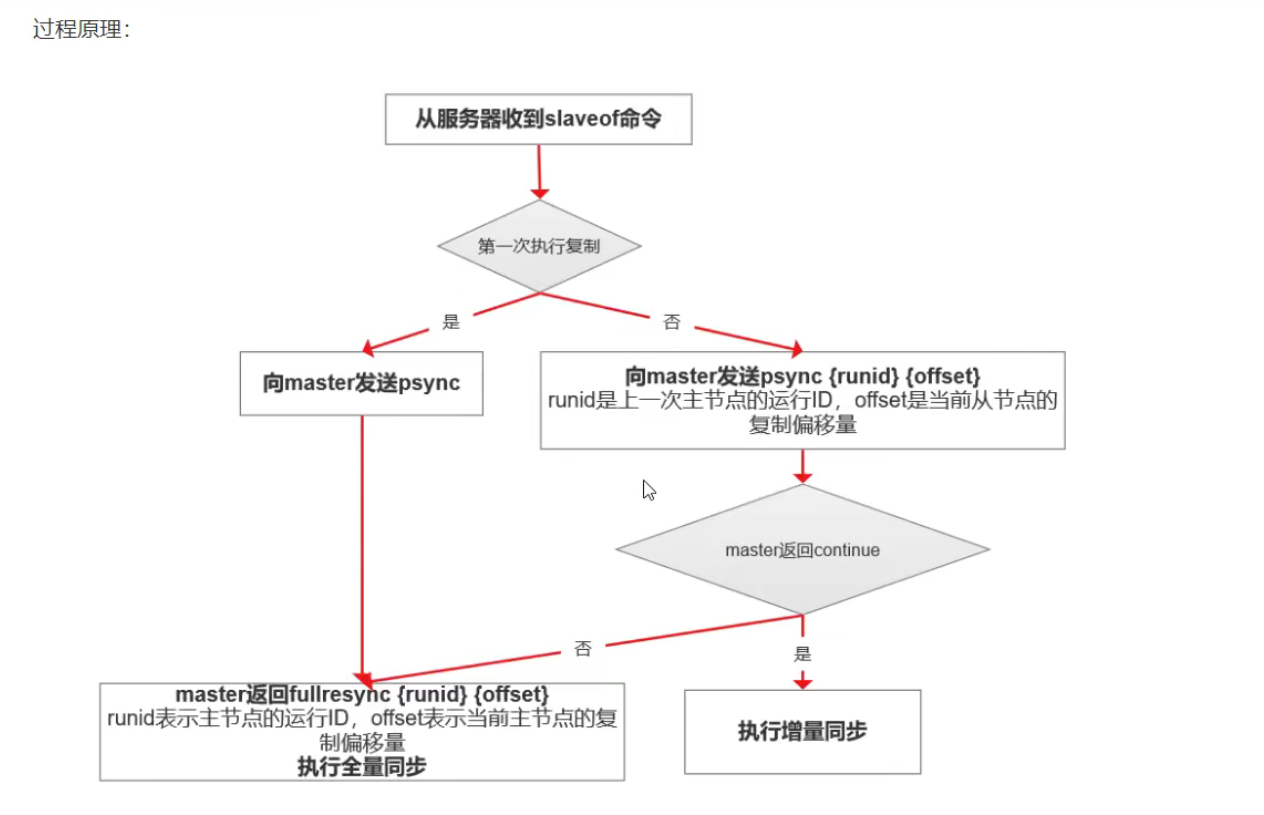 过程原理：
从服务器收到slaveof命令
第一次执行复制
是
否
向master发送psync
向master发送psync {runid} {offset}
runid是上一次主节点的运行ID，offset是当前从节点的
复制偏移量
master返回continue
否
是
master返回fullresync {runid} {offset}
runid表示主节点的运行ID，offset表示当前主节点的复
制偏移量
执行全量同步
执行增量同步